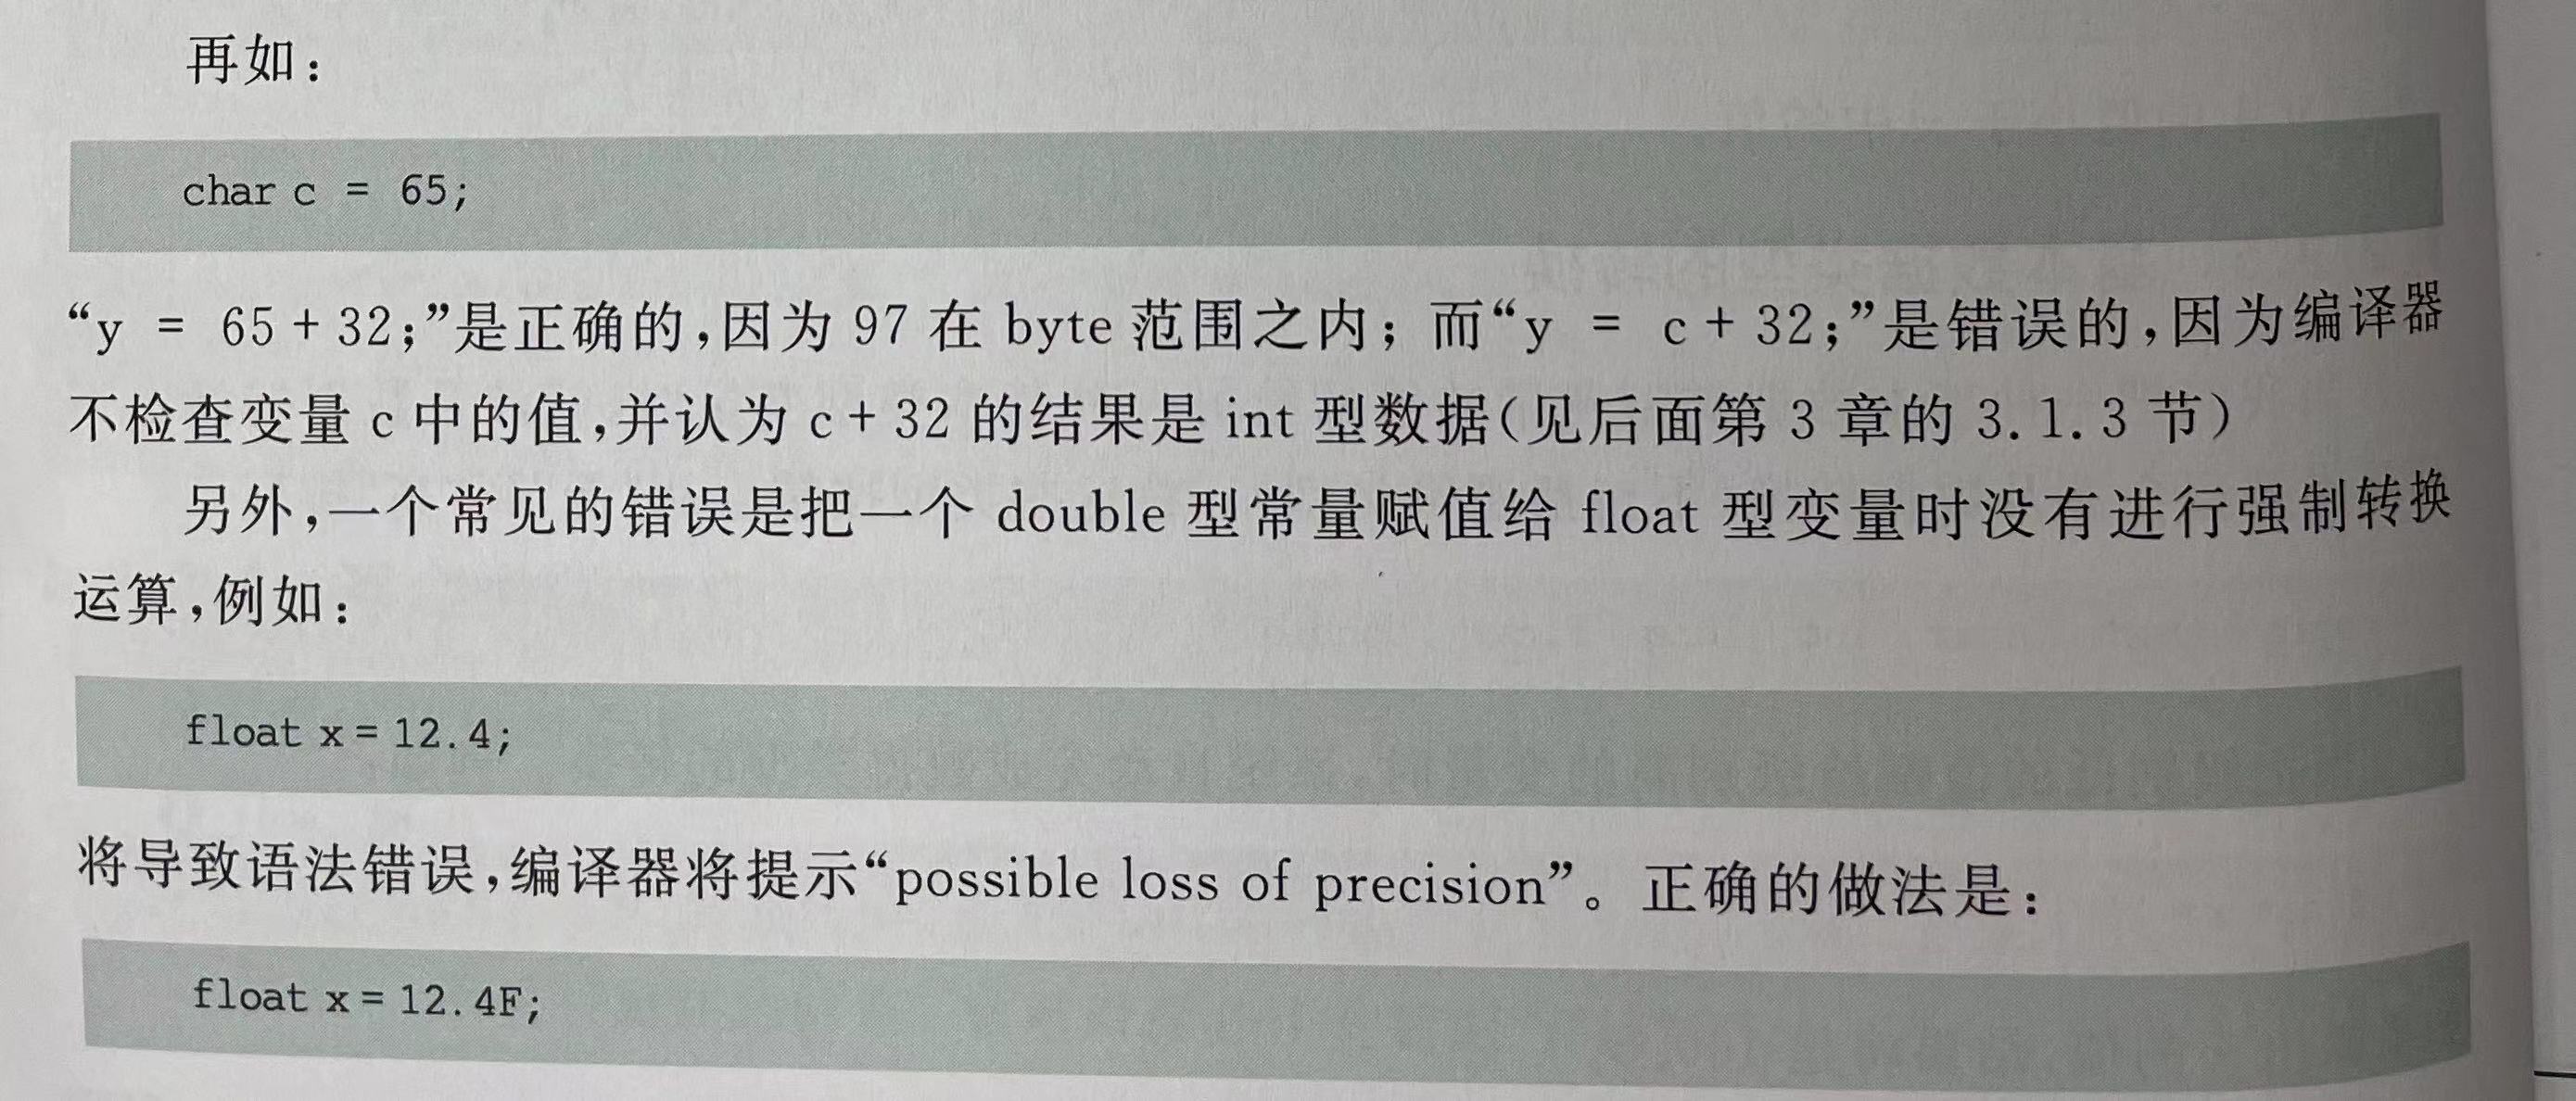 再如：
char c = 65;
“y = 65+32;”是正确的，因为 97 在 byte 范围之内；而“y = c+32;”是错误的，因为编译器
不检查变量 c 中的值，并认为 c+32 的结果是 int 型数据（见后面第 3 章的 3.1.3 节）
另外，一个常见的错误是把一个 double 型常量赋值给 float 型变量时没有进行强制转换
运算，例如：
float x = 12.4;
将导致语法错误，编译器将提示“possible loss of precision”。正确的做法是：
float x = 12.4F;